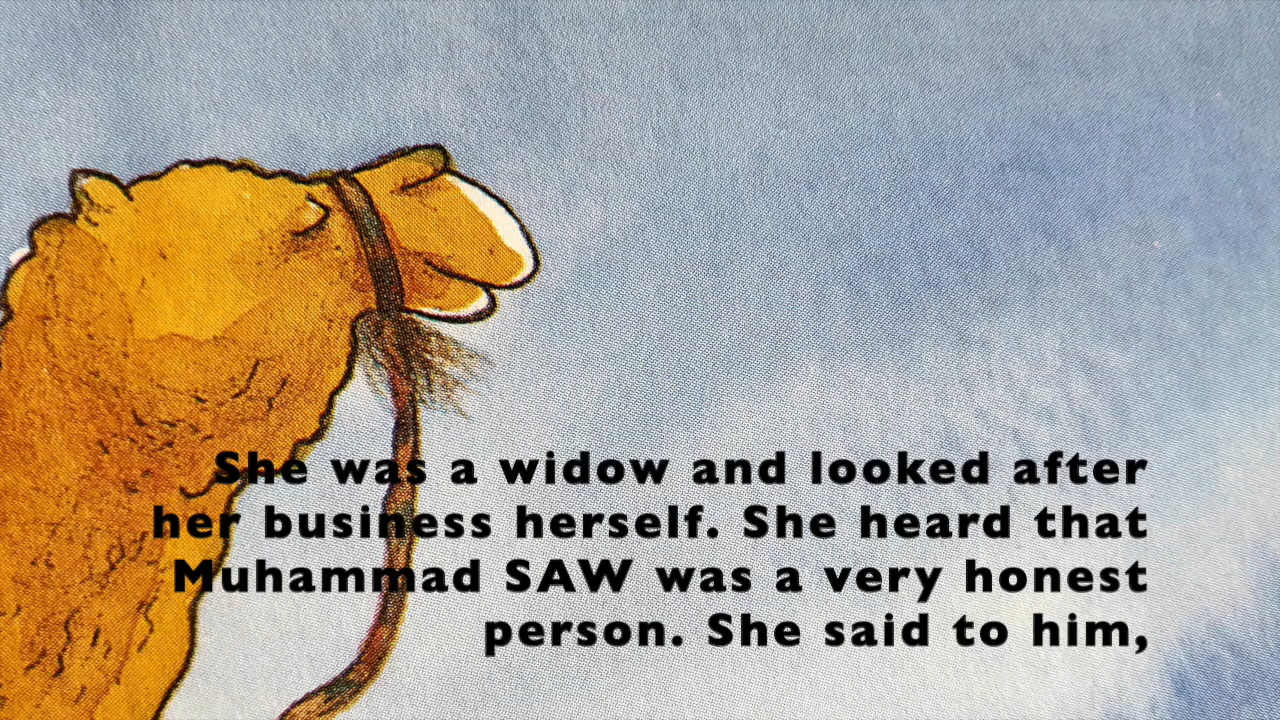 She was a widow and looked after
her business herself. She heard that
Muhammad SAW was a very honest
person. She said to him,